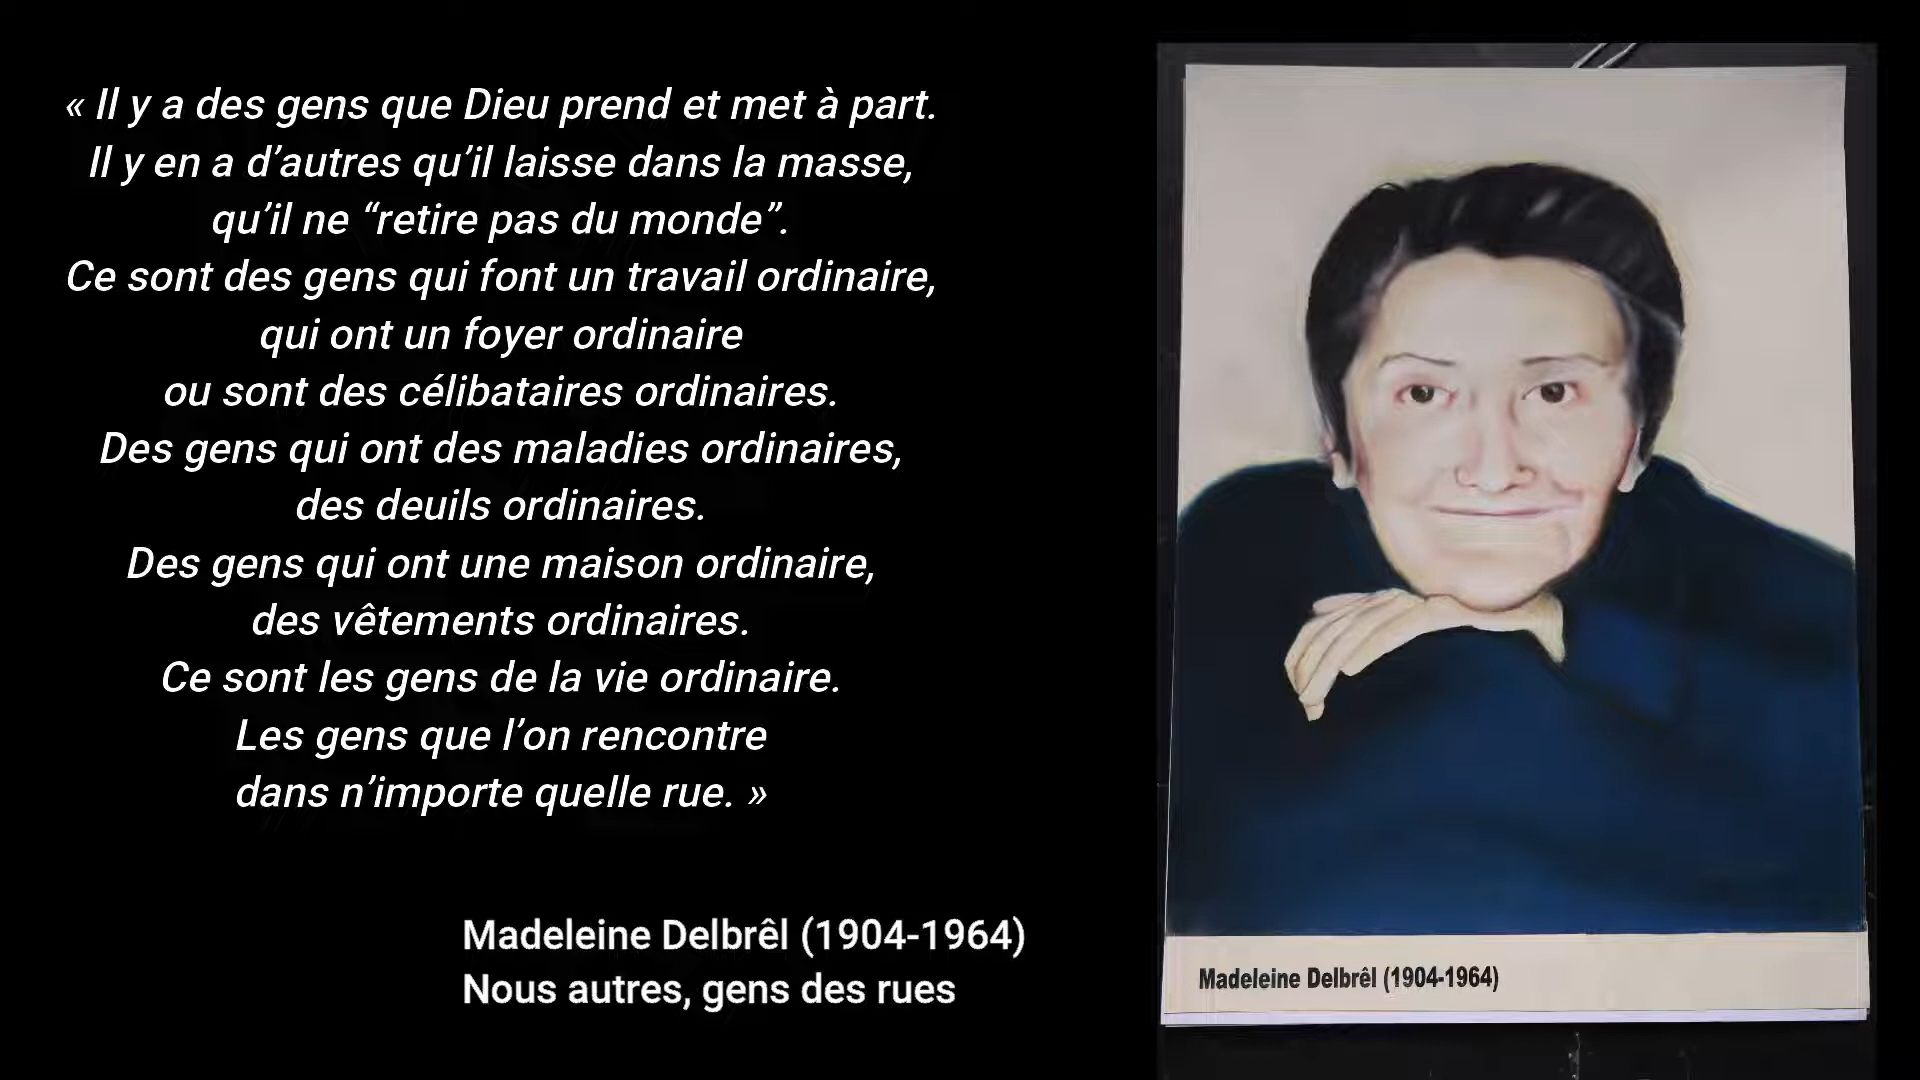 « Il y a des gens que Dieu prend et met à part.
Il y en a d’autres qu’il laisse dans la masse,
qu’il ne “retire pas du monde”.
Ce sont des gens qui font un travail ordinaire,
qui ont un foyer ordinaire
ou sont des célibataires ordinaires.
Des gens qui ont des maladies ordinaires,
des deuils ordinaires.
Des gens qui ont une maison ordinaire,
des vêtements ordinaires.
Ce sont les gens de la vie ordinaire.
Les gens que l’on rencontre
dans n’importe quelle rue. »
Madeleine Delbrêl (1904-1964)
Nous autres, gens des rues
Madeleine Delbrêl (1904-1964)